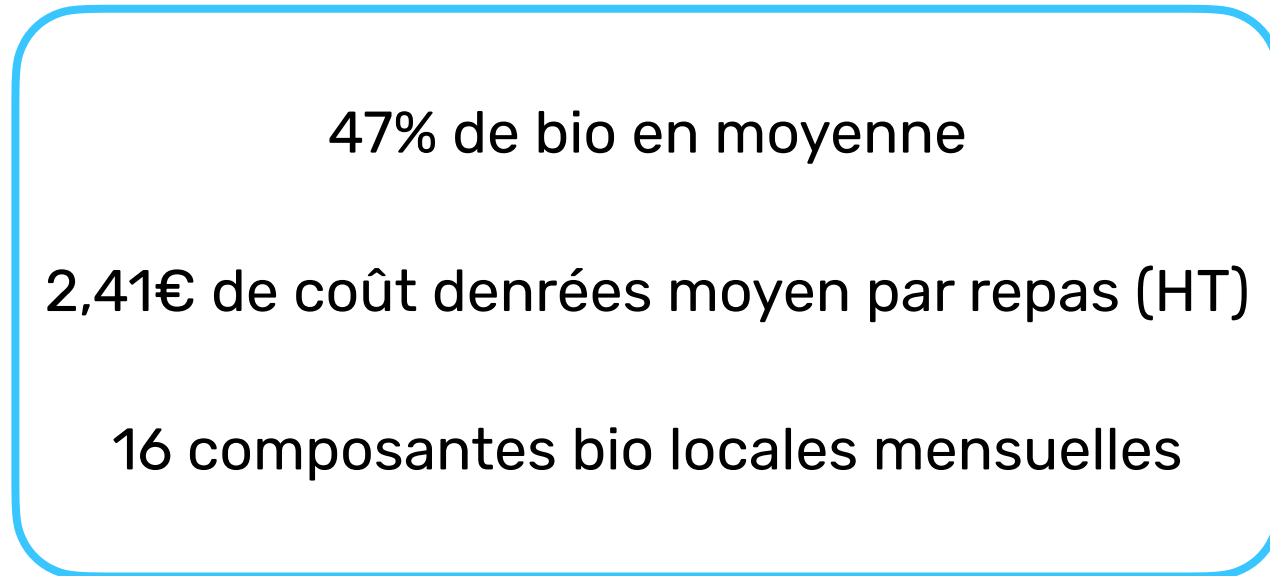 47% de bio en moyenne
2,41€ de coût denrées moyen par repas (HT)
16 composantes bio locales mensuelles